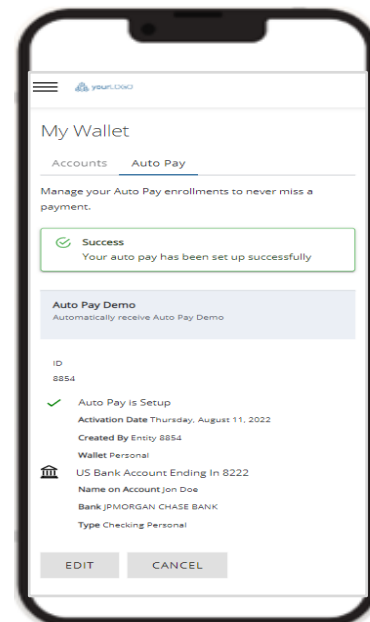 yourLOGO
My Wallet
Accounts Auto Pay
Manage your Auto Pay enrollments to never miss a
payment.
Success
Your auto pay has been set up successfully
Auto Pay Demo
Automatically receive Auto Pay Demo
ID
8854
Auto Pay is Setup
Activation Date Thursday, August 11, 2022
Created By Entity 8854
Wallet Personal
US Bank Account Ending In 8222
Name on Account Jon Doe
Bank JPMORGAN CHASE BANK
Type Checking Personal
EDIT CANCEL